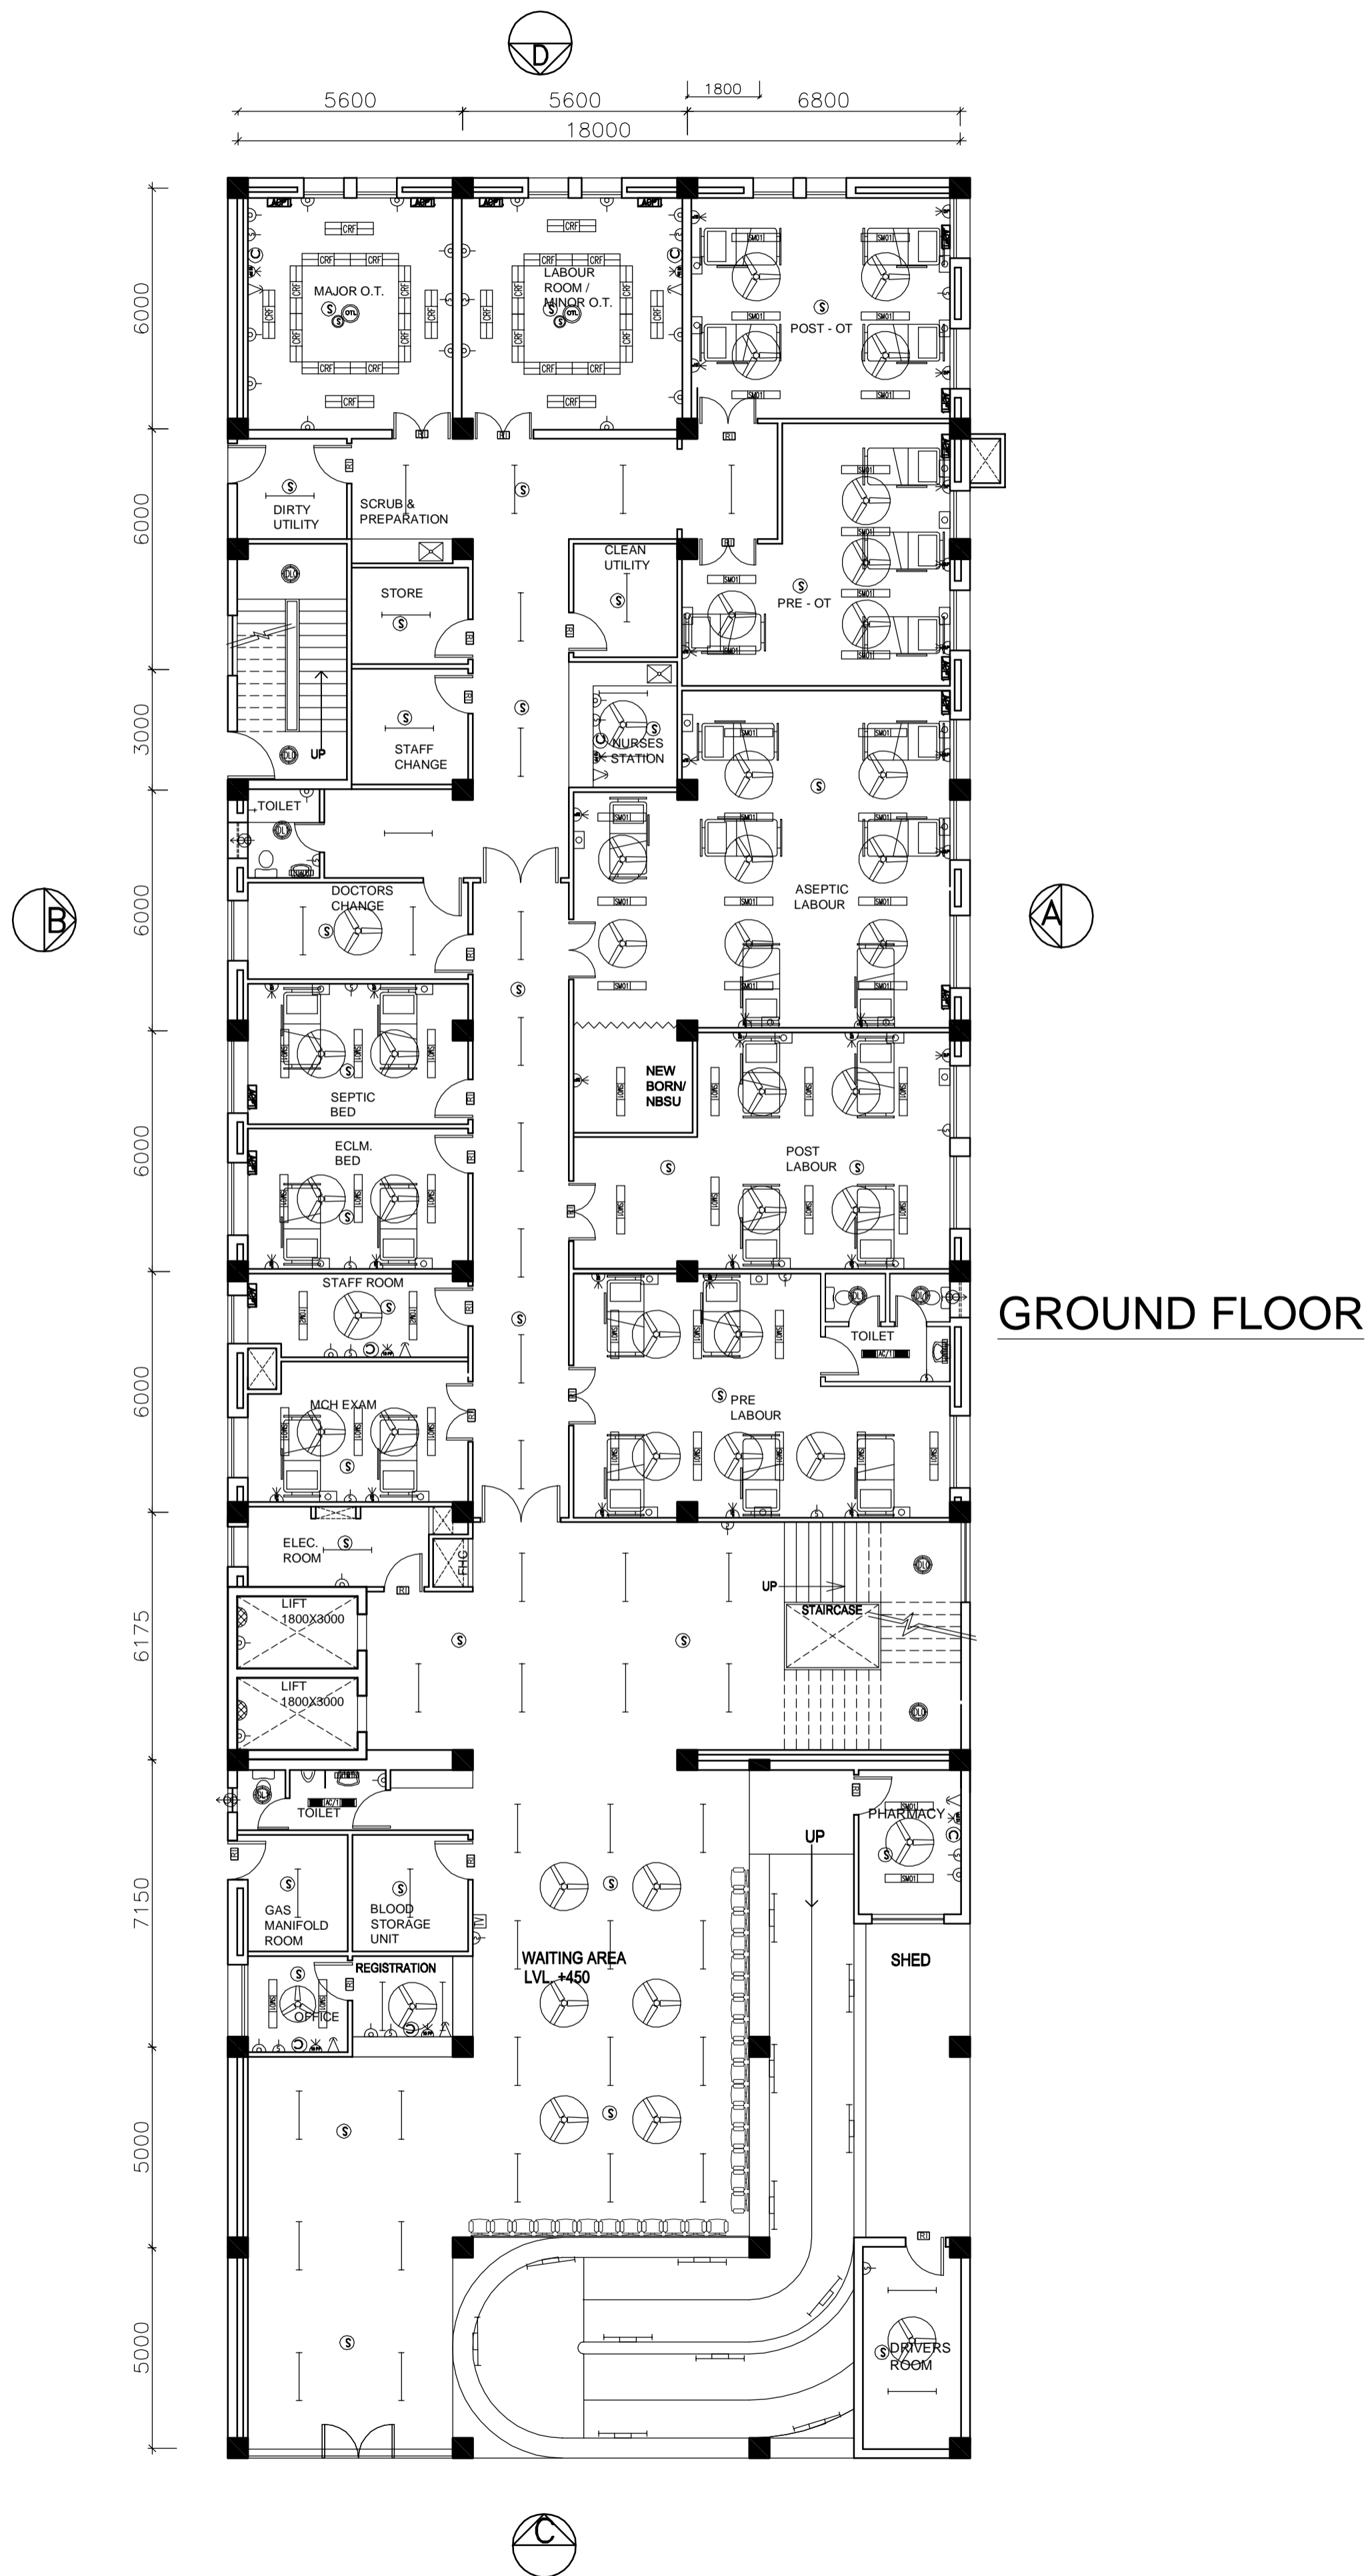 D
5600
5600
1800
6800
18000
6000
MAJOR O.T.
LABOUR
ROOM /
MINOR O.T.
POST - OT
6000
DIRTY
UTILITY
SCRUB &
PREPARATION
CLEAN
UTILITY
STORE
PRE - OT
3000
UP
STAFF
CHANGE
NURSES
STATION
TOILET
6000
DOCTORS
CHANGE
ASEPTIC
LABOUR
B
A
SEPTIC
BED
NEW
BORN/
NBSU
6000
ECLM.
BED
POST
LABOUR
STAFF ROOM
TOILET
GROUND FLOOR
6000
MCH EXAM
PRE
LABOUR
ELEC.
ROOM
FHC
UP
STAIRCASE
6175
LIFT
1800X3000
LIFT
1800X3000
TOILET
PHARMACY
UP
7150
GAS
MANIFOLD
ROOM
BLOOD
STORAGE
UNIT
TV
WAITING AREA
LVL. +450
SHED
REGISTRATION
OFFICE
5000
5000
DRIVERS
ROOM
C